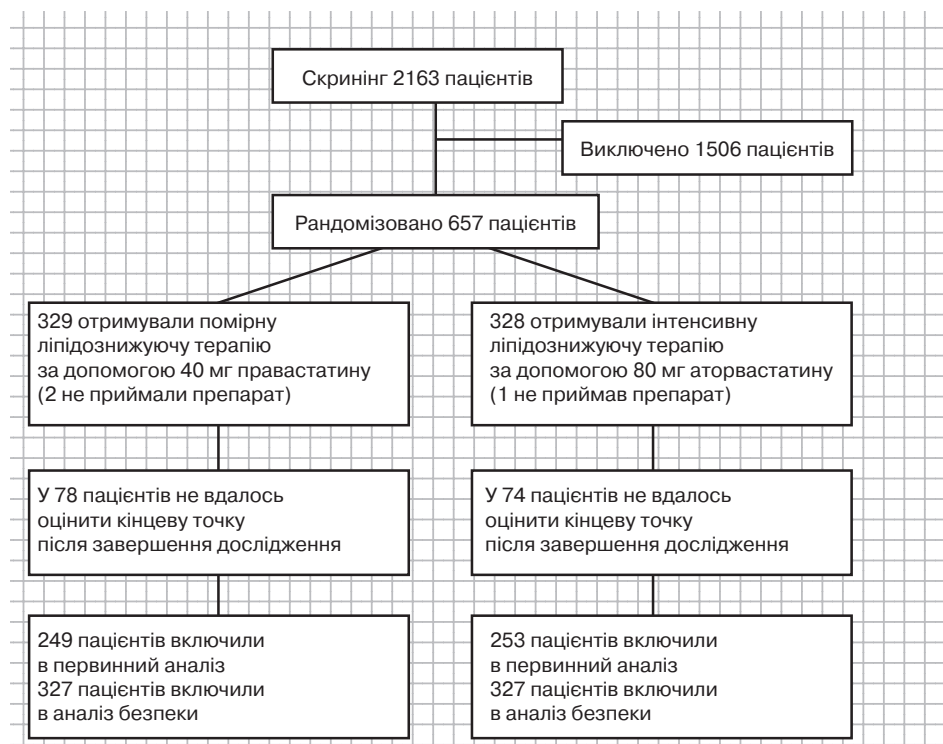 Скринінг 2163 пацієнтів
Виключено 1506 пацієнтів
Рандомізовано 657 пацієнтів
329 отримували помірну
ліпідознижуючу терапію
за допомогою 40 мг правастатину
(2 не приймали препарат)
328 отримували інтенсивну
ліпідознижуючу терапію
за допомогою 80 мг аторвастатину
(1 не приймав препарат)
У 78 пацієнтів не вдалось
оцінити кінцеву точку
після завершення дослідження
У 74 пацієнтів не вдалось
оцінити кінцеву точку
після завершення дослідження
249 пацієнтів включили
в первинний аналіз
327 пацієнтів включили
в аналіз безпеки
253 пацієнтів включили
в первинний аналіз
327 пацієнтів включили
в аналіз безпеки